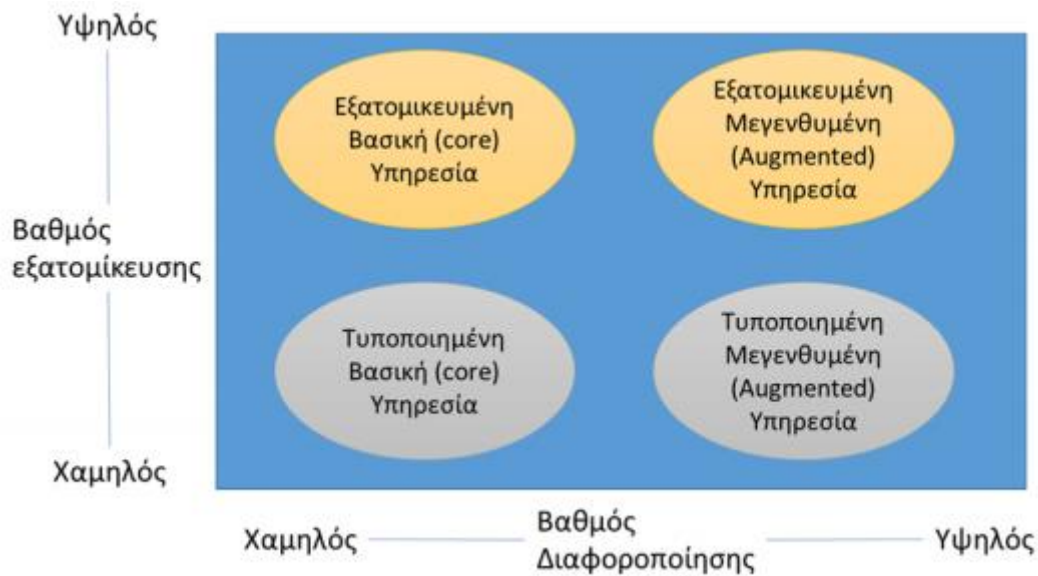 Υψηλός
Εξατομικευμένη
Βασική (core)
Υπηρεσία
Εξατομικευμένη
Μεγενθυμένη
(Augmented)
Υπηρεσία
Βαθμός
εξατομίκευσης
Τυποποιημένη
Βασική (core)
Υπηρεσία
Τυποποιημένη
Μεγενθυμένη
(Augmented)
Υπηρεσία
Χαμηλός
Χαμηλός
Βαθμός
Διαφοροποίησης
Υψηλός